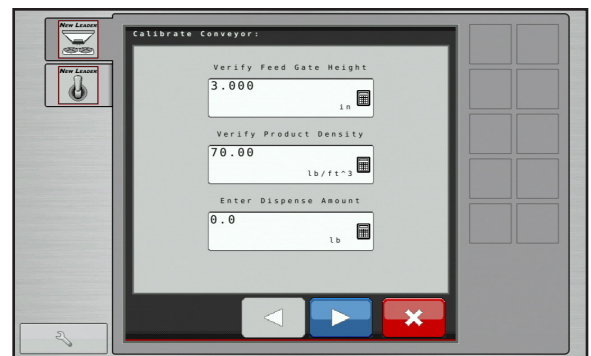 New Leader
New Leader
Calibrate Conveyor:
Verify Feed Gate Height
3.000
in
Verify Product Density
70.00
lb/ft^3
Enter Dispense Amount
0.0
lb